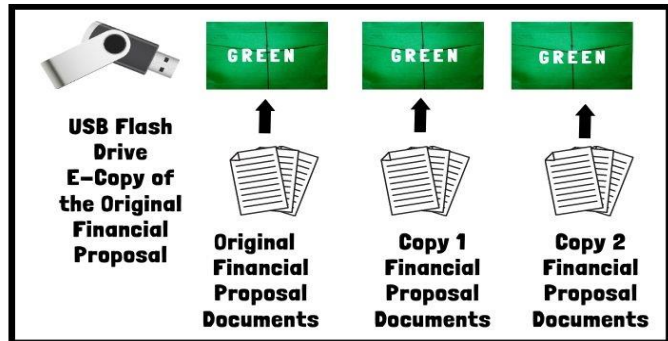 GREEN
GREEN
GREEN
USB Flash
Drive
E-Copy of
the Original
Financial
Proposal
Original
Financial
Proposal
Documents
Copy 1
Financial
Proposal
Documents
Copy 2
Financial
Proposal
Documents